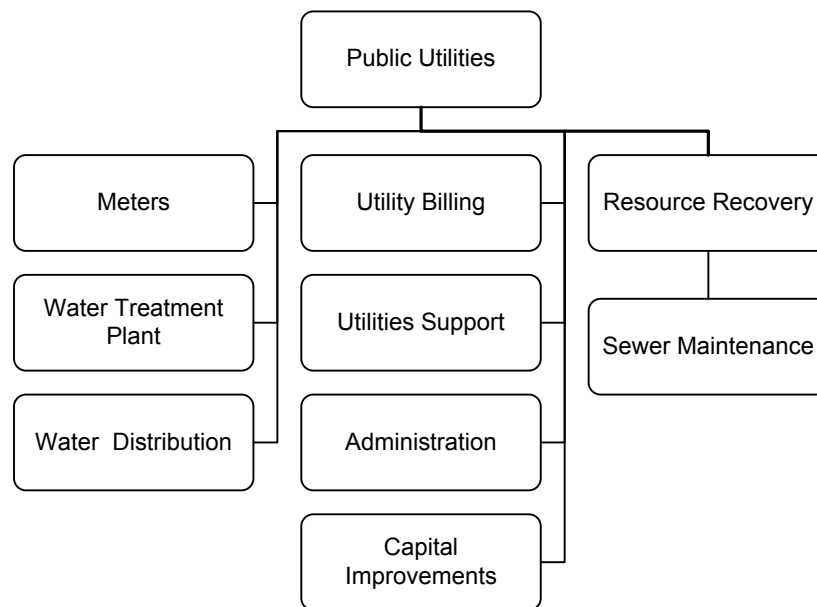 Public Utilities
Meters
Utility Billing
Resource Recovery
Water Treatment
Plant
Utilities Support
Sewer Maintenance
Water  Distribution
Administration
Capital
Improvements